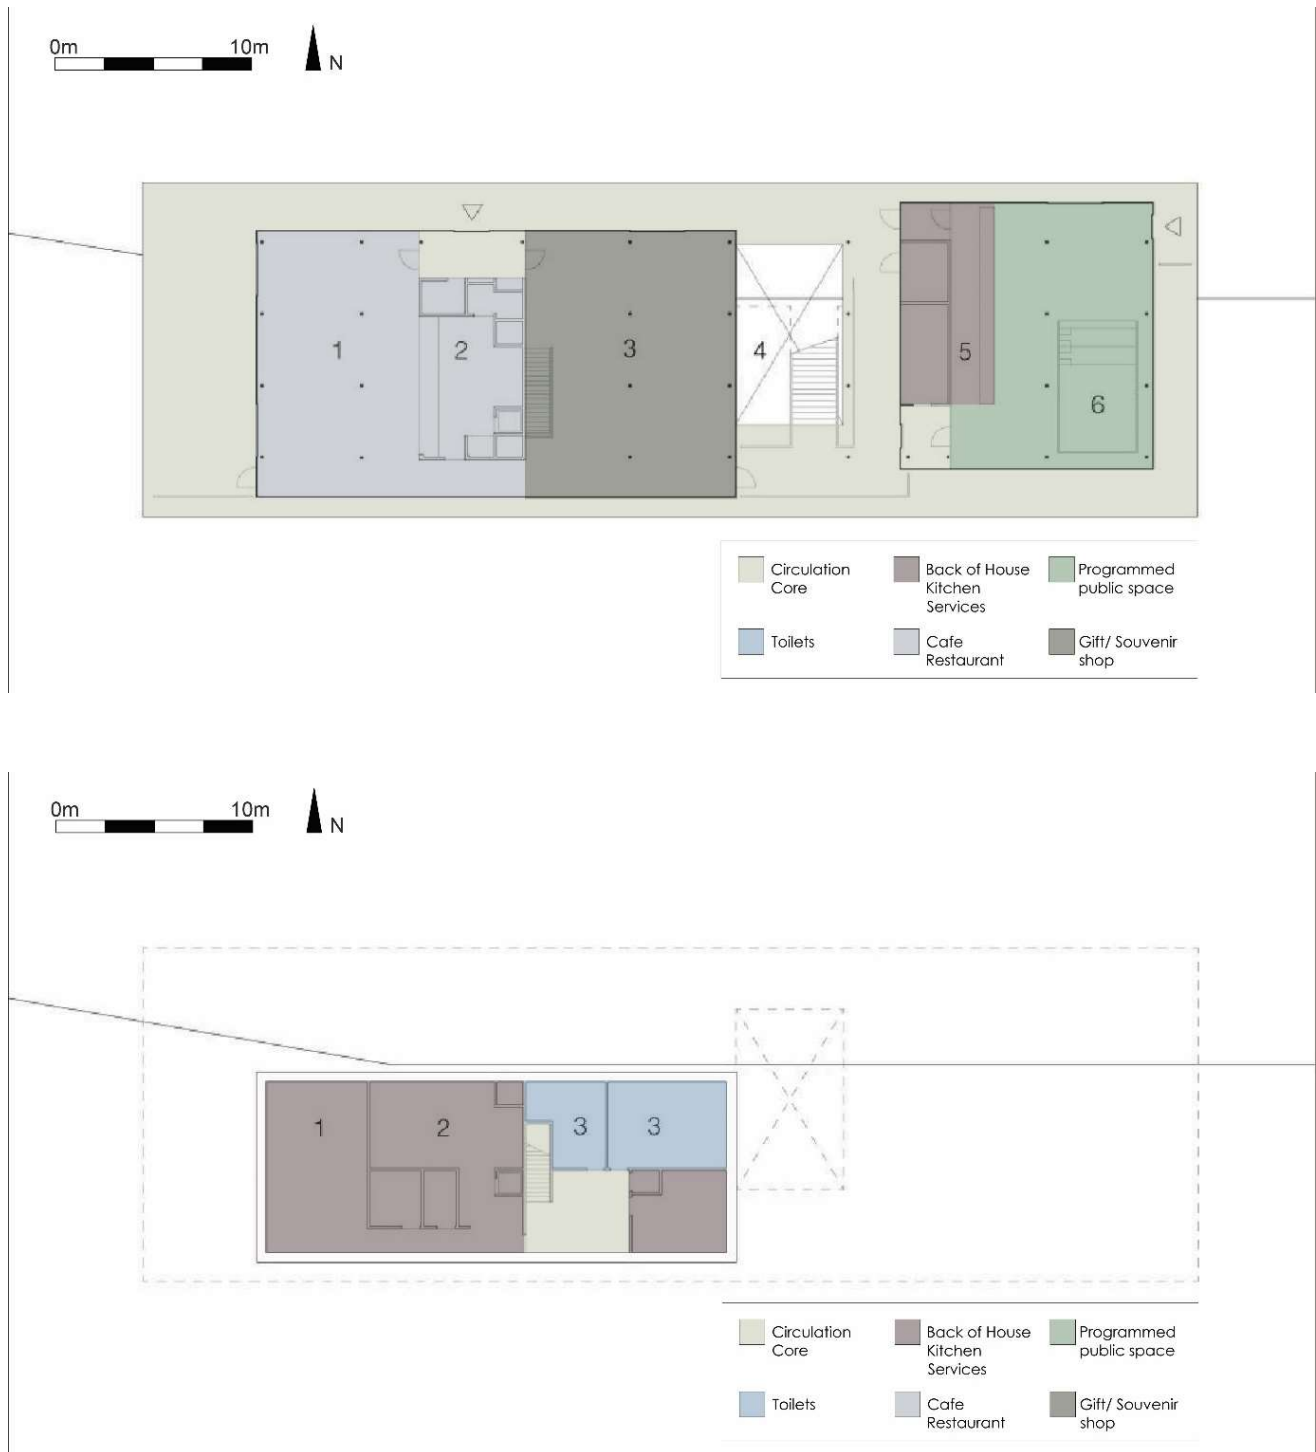 0m 10m N
1 2 3 4 5 6
Circulation
Core
Back of House
Kitchen
Services
Programmed
public space
Toilets
Cafe
Restaurant
Gift/ Souvenir
shop
0m 10m N
1 2 3 3
Circulation
Core
Back of House
Kitchen
Services
Programmed
public space
Toilets
Cafe
Restaurant
Gift/ Souvenir
shop